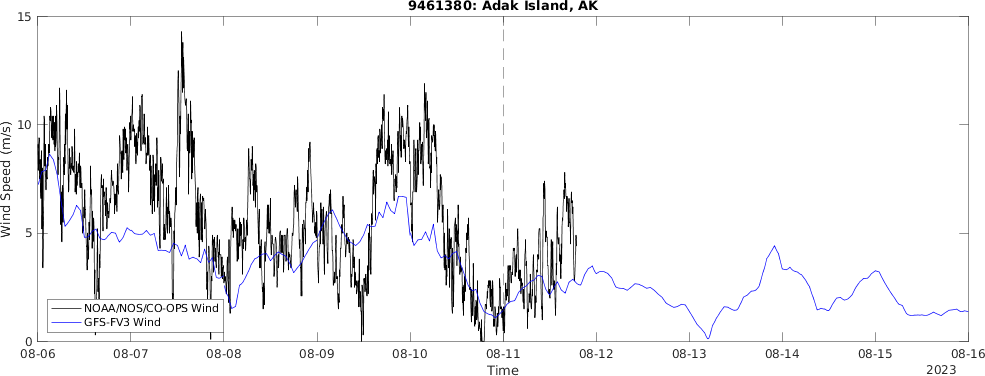 9461380: Adak Island, AK
15
10
5
0
Wind Speed (m/s)
NOAA/NOS/CO-OPS Wind
GFS-FV3 Wind
08-06 08-07 08-08 08-09 08-10 08-11 08-12 08-13 08-14 08-15 08-16
Time
2023